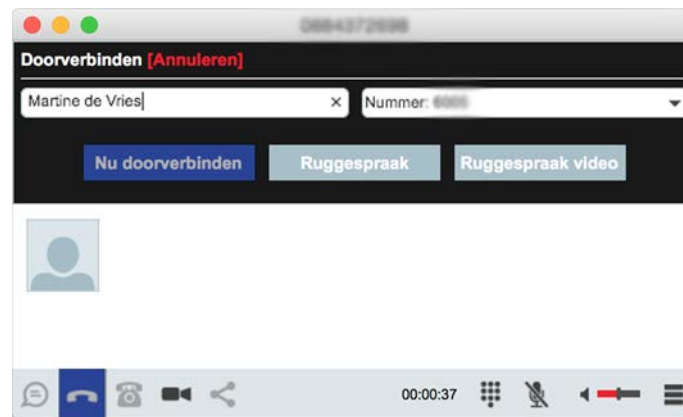 Doorverbinden [Annuleren]
Martine de Vries × Nummer:
Nu doorverbinden Ruggespraak Ruggespraak video
00:00:37